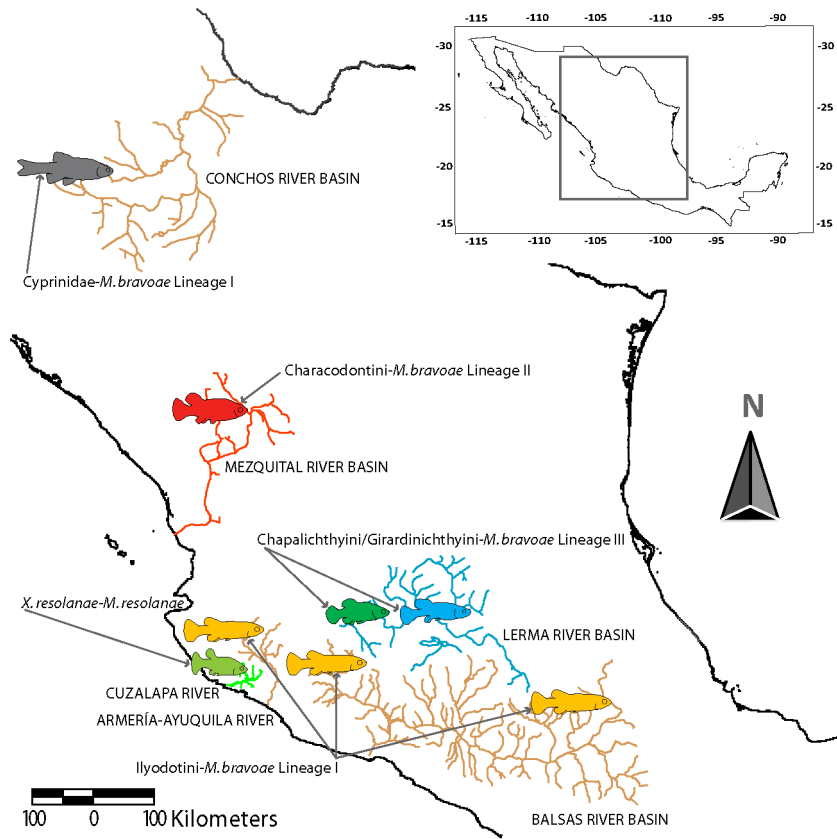 -115 -110 -105 -100 -95 -90
-30 -30
-25 -25
-20 -20
-15 -15
-115 -110 -105 -100 -95 -90
CONCHOS RIVER BASIN
Cyprinidae-M.bravoae Lineage I
Characodontini-M.bravoae Lineage II
N
MEZQUITAL RIVER BASIN
Chapalichthyini/Girardinichthyini-M.bravoae Lineage III
X.resolanae-M.resolanae
LERMA RIVER BASIN
CUZALAPA RIVER
ARMERÍA-AYUQUILA RIVER
Ilyodotini-M.bravoae Lineage I
100 0 100 Kilometers
BALSAS RIVER BASIN